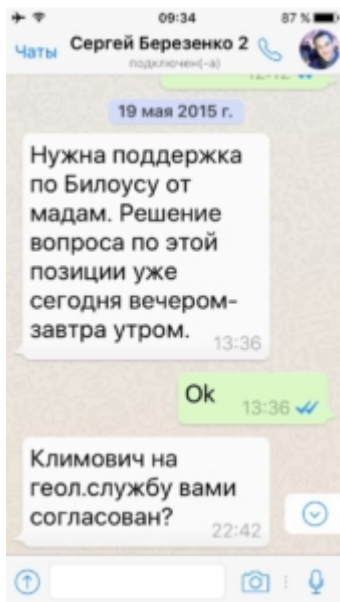 09:34 87 %
Чаты Сергей Березенко 2
подключен(-а)
19 мая 2015 г.
Нужна поддержка
по Билоусу от
мадам. Решение
вопроса по этой
позиции уже
сегодня вечером-
завтра утром.
13:36
Ok
13:36
Климович на
геол.службу вами
согласован?
22:42